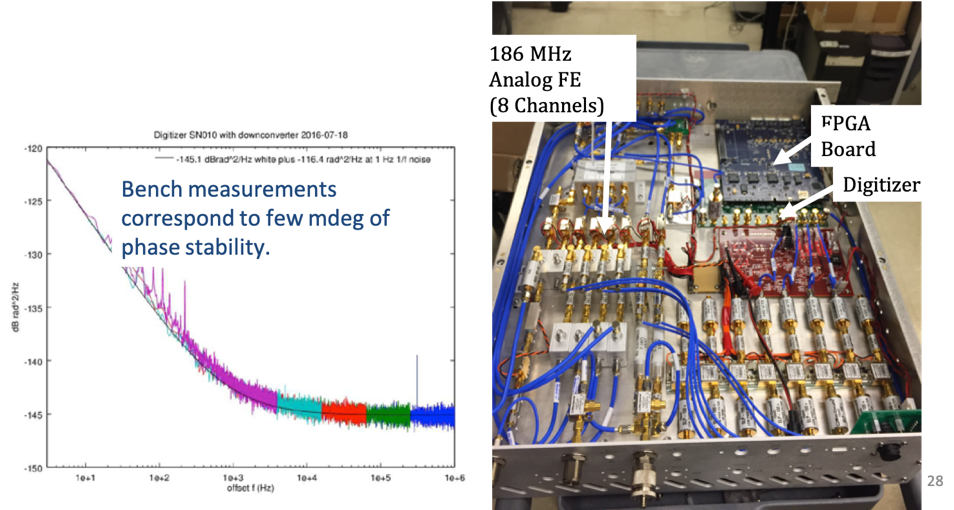 Digitizer SN010 with downconverter 2016-07-18
-145.1 dBrad^2/Hz white plus -116.4 rad^2/Hz at 1 Hz 1/f noise
Bench measurements
correspond to few mdeg of
phase stability.
dB rad^2/Hz
-120
-125
-130
-135
-140
-145
-150
1e+1
1e+2
1e+3
1e+4
1e+5
1e+6
offset f (Hz)
186 MHz
Analog FE
(8 Channels)
FPGA
Board
Digitizer
28